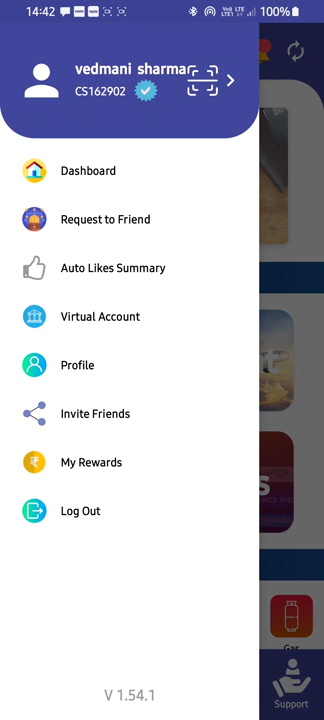 14:42 100%
vedmani sharma
CS162902
Dashboard
Request to Friend
Auto Likes Summary
Virtual Account
Profile
Invite Friends
My Rewards
Log Out
Gas
V 1.54.1
Support